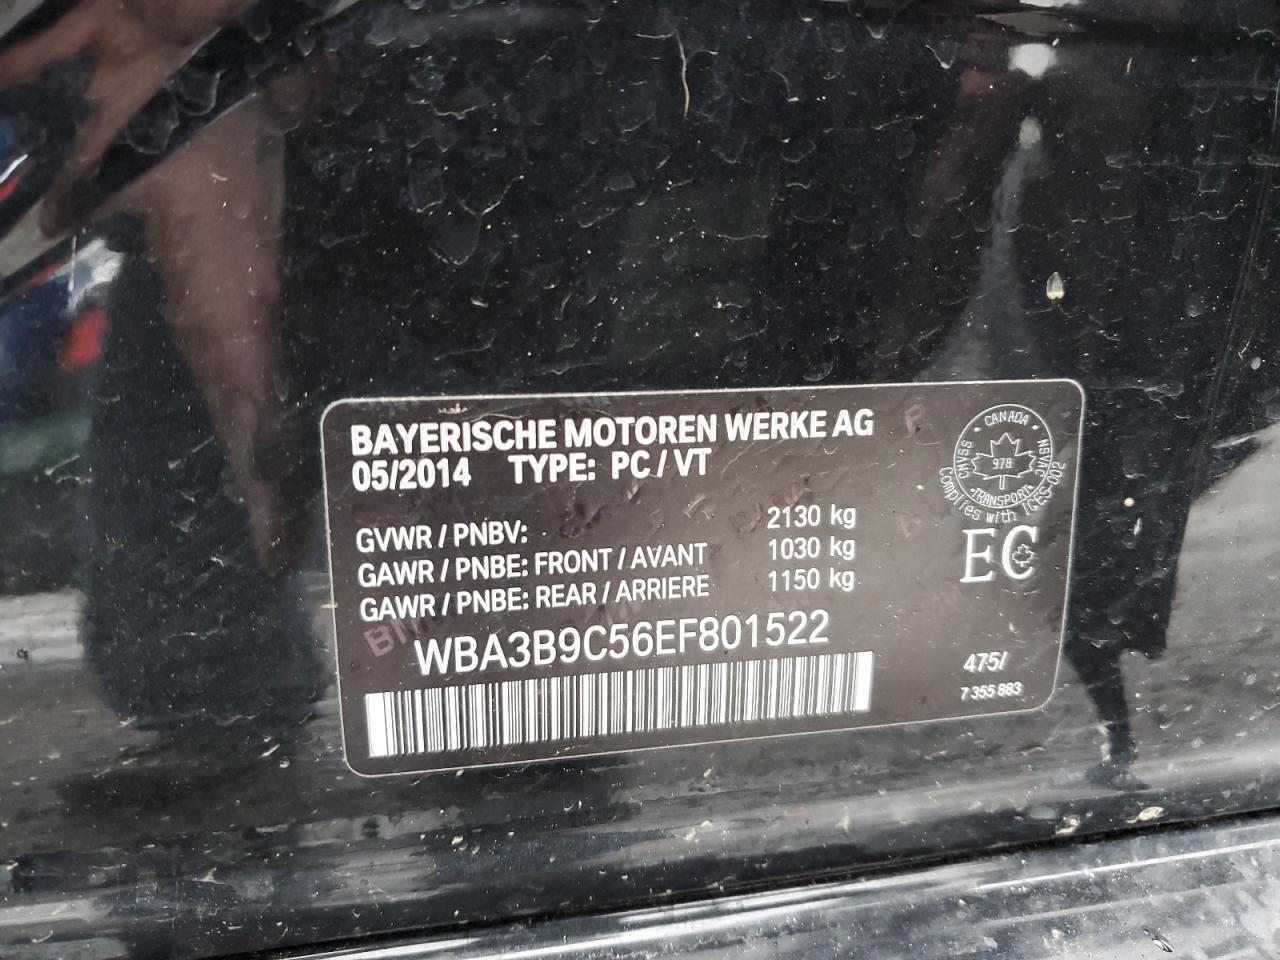 BAYERISCHE MOTOREN WERKE AG
05/2014 TYPE: PC / VT
GVWR / PNBV: 2130 kg
GAWR / PNBE: FRONT / AVANT 1030 kg
GAWR / PNBE: REAR / ARRIERE 1150 kg
WBA3B9C56EF801522
CANADA
SVMAC NSVAC
978
TRANSPORT
Complies with ICES-002
EC
475/
7 355 883